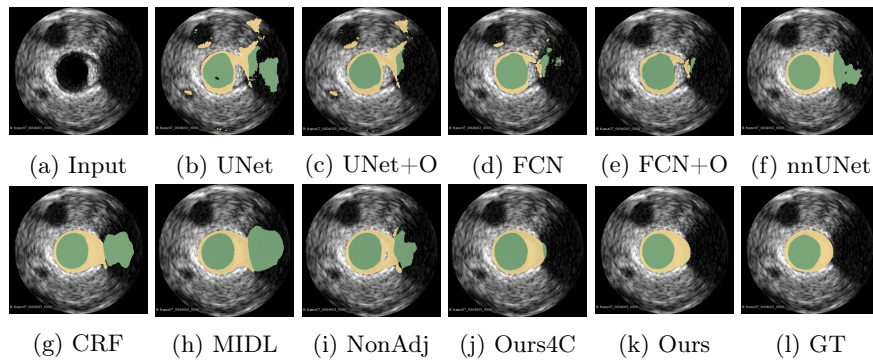 (a) Input
(b) UNet
(c) UNet+O
(d) FCN
(e) FCN+O
(f) nnUNet
(g) CRF
(h) MIDL
(i) NonAdj
(j) Ours4C
(k) Ours
(l) GT